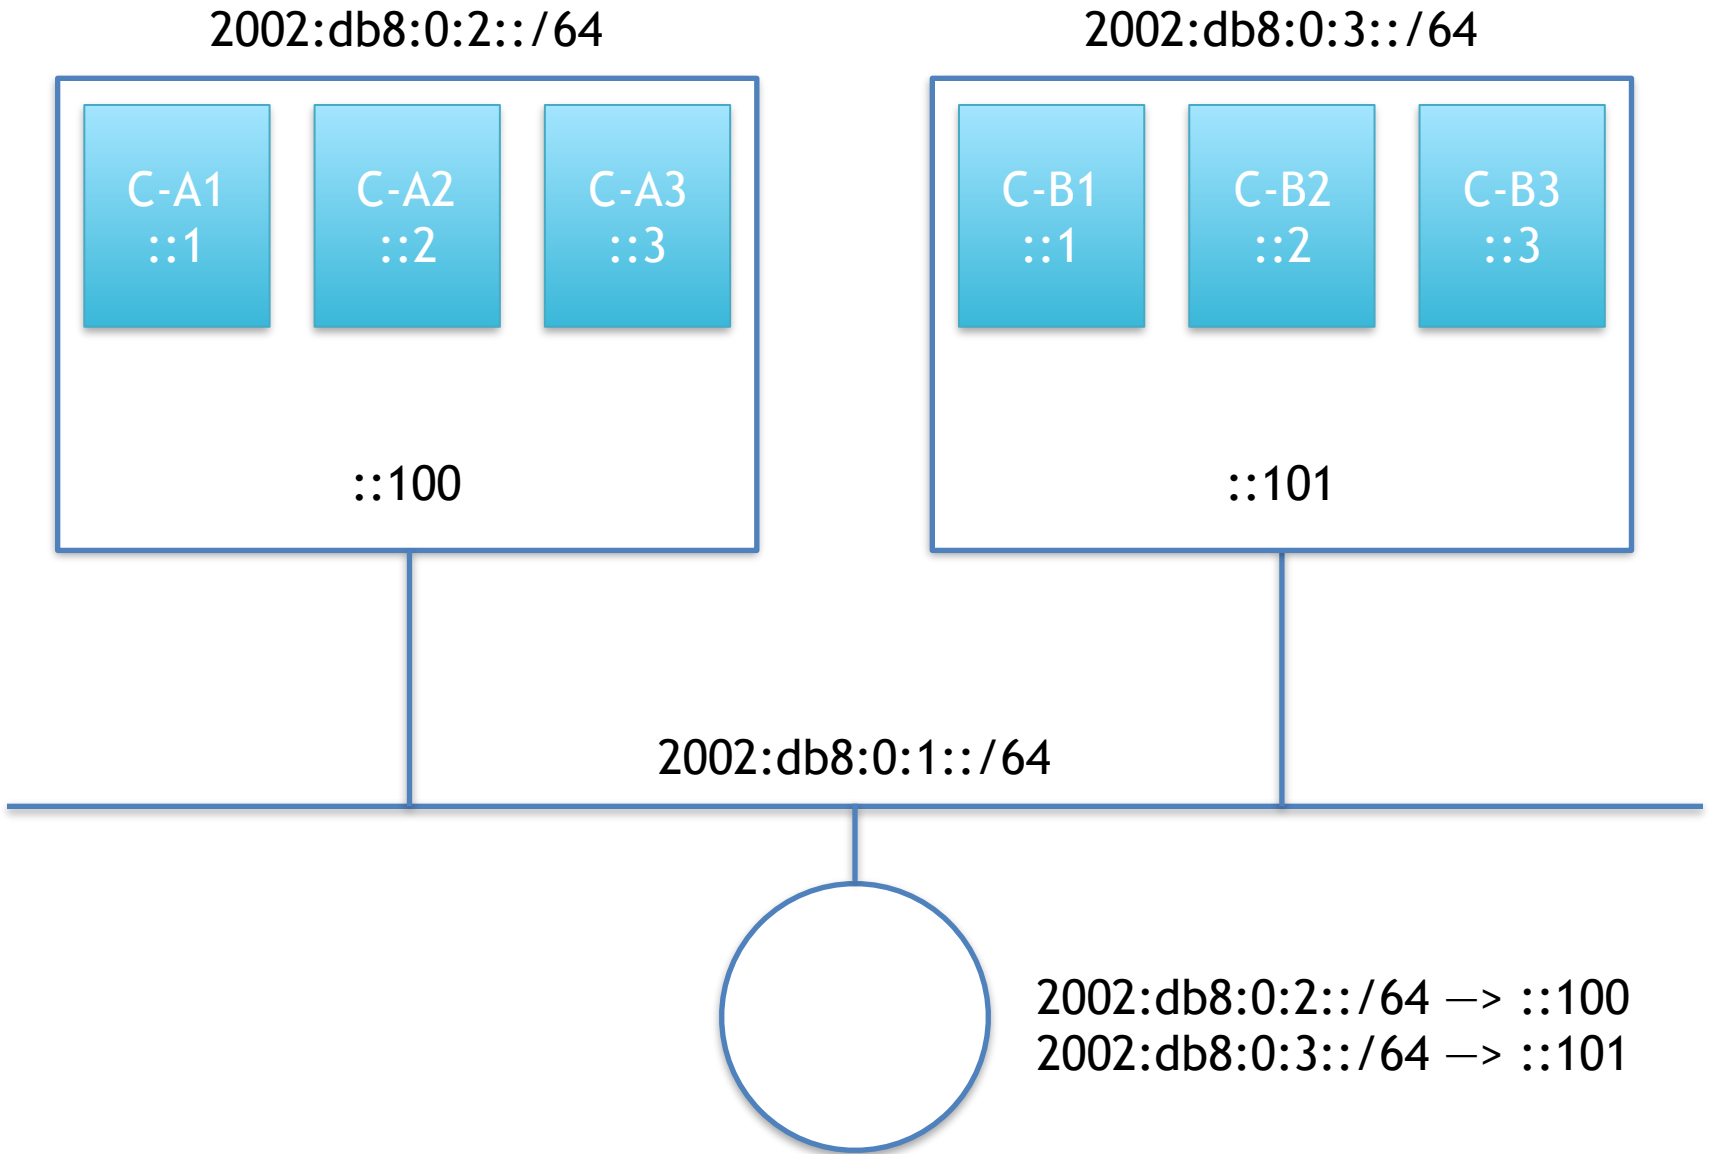 2002:db8:0:2::/64
2002:db8:0:3::/64
C-A1
::1
C-A2
::2
C-A3
::3
C-B1
::1
C-B2
::2
C-B3
::3
::100
::101
2002:db8:0:1::/64
2002:db8:0:2::/64 —> ::100
2002:db8:0:3::/64 —> ::101